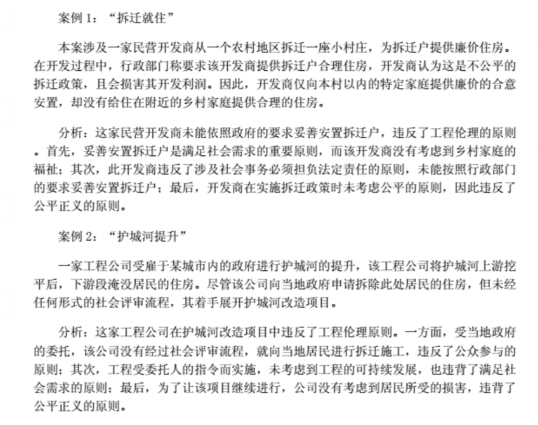 案例 1：“拆迁就住”
本案涉及一家民营开发商从一个农村地区拆迁一座小村庄，为拆迁户提供廉价住房。
在开发过程中，行政部门称要求该开发商提供拆迁户合理住房，开发商认为这是不公平的
拆迁政策，且会损害其开发利润。因此，开发商仅向本村以内的特定家庭提供廉价的合意
安置，却没有给住在附近的乡村家庭提供合理的住房。
分析：这家民营开发商未能依照政府的要求妥善安置拆迁户，违反了工程伦理的原则
。首先，妥善安置拆迁户是满足社会需求的重要原则，而该开发商没有考虑到乡村家庭的
福祉；其次，此开发商违反了涉及社会事务必须担负法定责任的原则，未能按照行政部门
的要求妥善安置拆迁户；最后，开发商在实施拆迁政策时未考虑公平的原则，因此违反了
公平正义的原则。
案例 2：“护城河提升”
一家工程公司受雇于某城市内的政府进行护城河的提升，该工程公司将护城河上游挖
平后，下游段淹没居民的住房。尽管该公司向当地政府申请拆除此处居民的住房，但未经
任何形式的社会评审流程，其着手展开护城河改造项目。
分析：这家工程公司在护城河改造项目中违反了工程伦理原则。一方面，受当地政府
的委托，该公司没有经过社会评审流程，就向当地居民进行拆迁施工，违反了公众参与的
原则；其次，工程受委托人的指令而实施，未考虑到工程的可持续发展，也违背了满足社
会需求的原则；最后，为了让该项目继续进行，公司没有考虑到居民所受的损害，违背了
公平正义的原则。